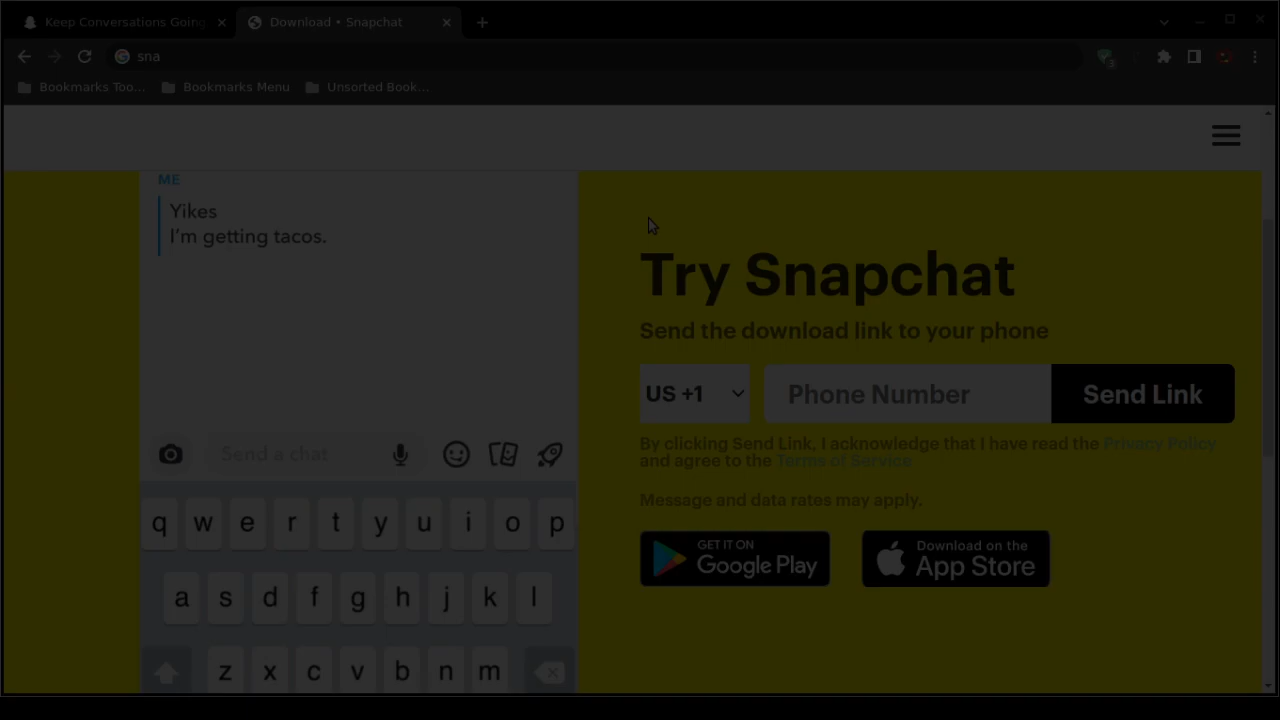 Keep Conversations Going
Download • Snapchat
sna
3
Bookmarks Too...
Bookmarks Menu
Unsorted Book...
ME
Yikes
I'm getting tacos.
Send a chat
q w e r t y u i o p
a s d f g h j k l
z x c v b n m
Try Snapchat
Send the download link to your phone
US +1
Phone Number
Send Link
By clicking Send Link, I acknowledge that I have read the Privacy Policy
and agree to the Terms of Service.
Message and data rates may apply.
GET IT ON
Google Play
Download on the
App Store